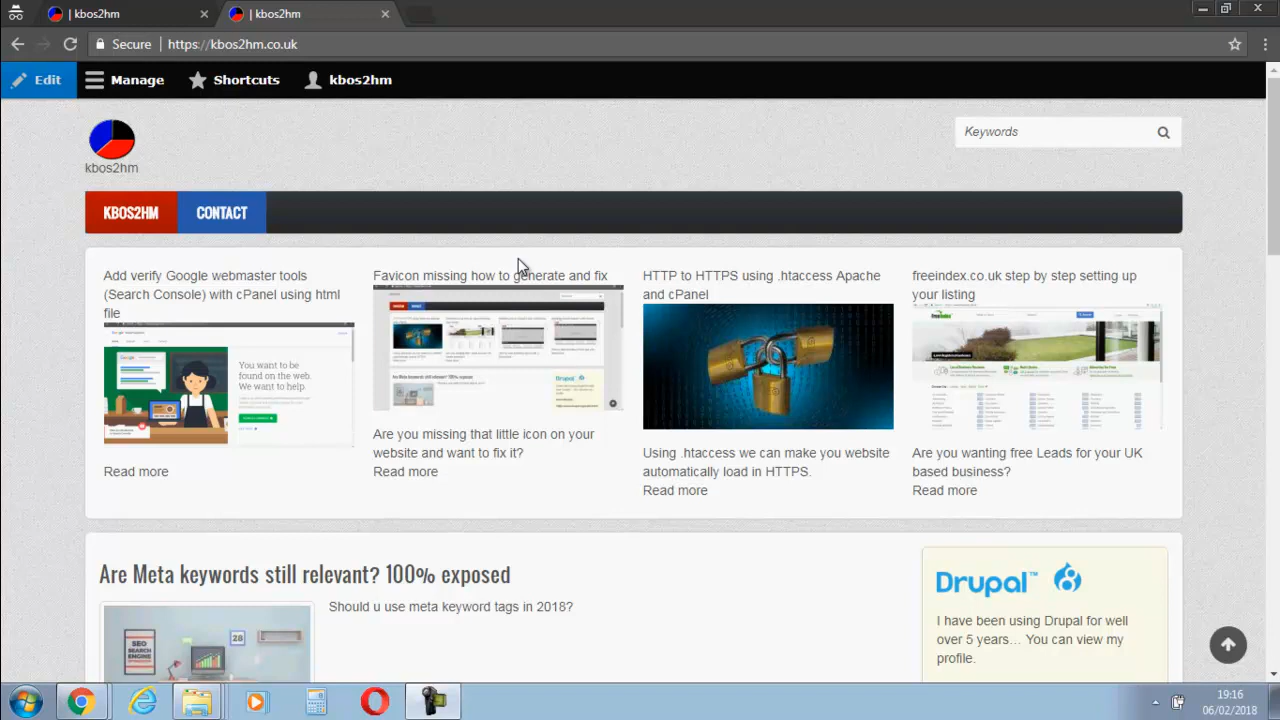 | kbos2hm
| kbos2hm
Secure | https://kbos2hm.co.uk
Edit Manage Shortcuts kbos2hm
kbos2hm
Keywords
KBOS2HM CONTACT
Add verify Google webmaster tools
(Search Console) with cPanel using html
file
You want to be
found on the web.
We want to help.
Read more
Favicon missing how to generate and fix
Are you missing that little icon on your
website and want to fix it?
Read more
HTTP to HTTPS using .htaccess Apache
and cPanel
Using .htaccess we can make you website
automatically load in HTTPS.
Read more
freeindex.co.uk step by step setting up
your listing
Are you wanting free Leads for your UK
based business?
Read more
Are Meta keywords still relevant? 100% exposed
Should u use meta keyword tags in 2018?
SEO
SEARCH
ENGINE
28
Drupal™
I have been using Drupal for well
over 5 years… You can view my
profile.
19:16
06/02/2018